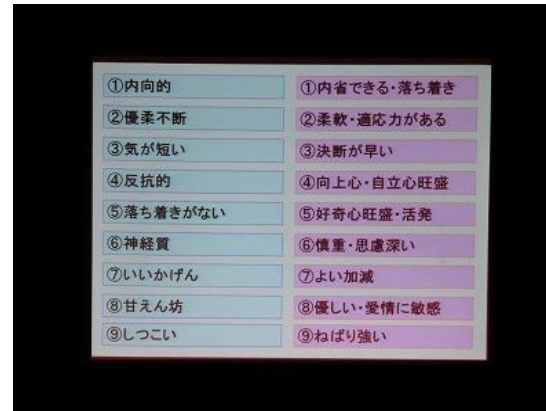 ①内向的
①内省できる・落ち着き
②優柔不断
②柔軟・適応力がある
③気が短い
③決断が早い
④反抗的
④向上心・自立心旺盛
⑤落ち着きがない
⑤好奇心旺盛・活発
⑥神経質
⑥慎重・思慮深い
⑦いいかげん
⑦よい加減
⑧甘えん坊
⑧優しい・愛情に敏感
⑨しつこい
⑨ねばり強い